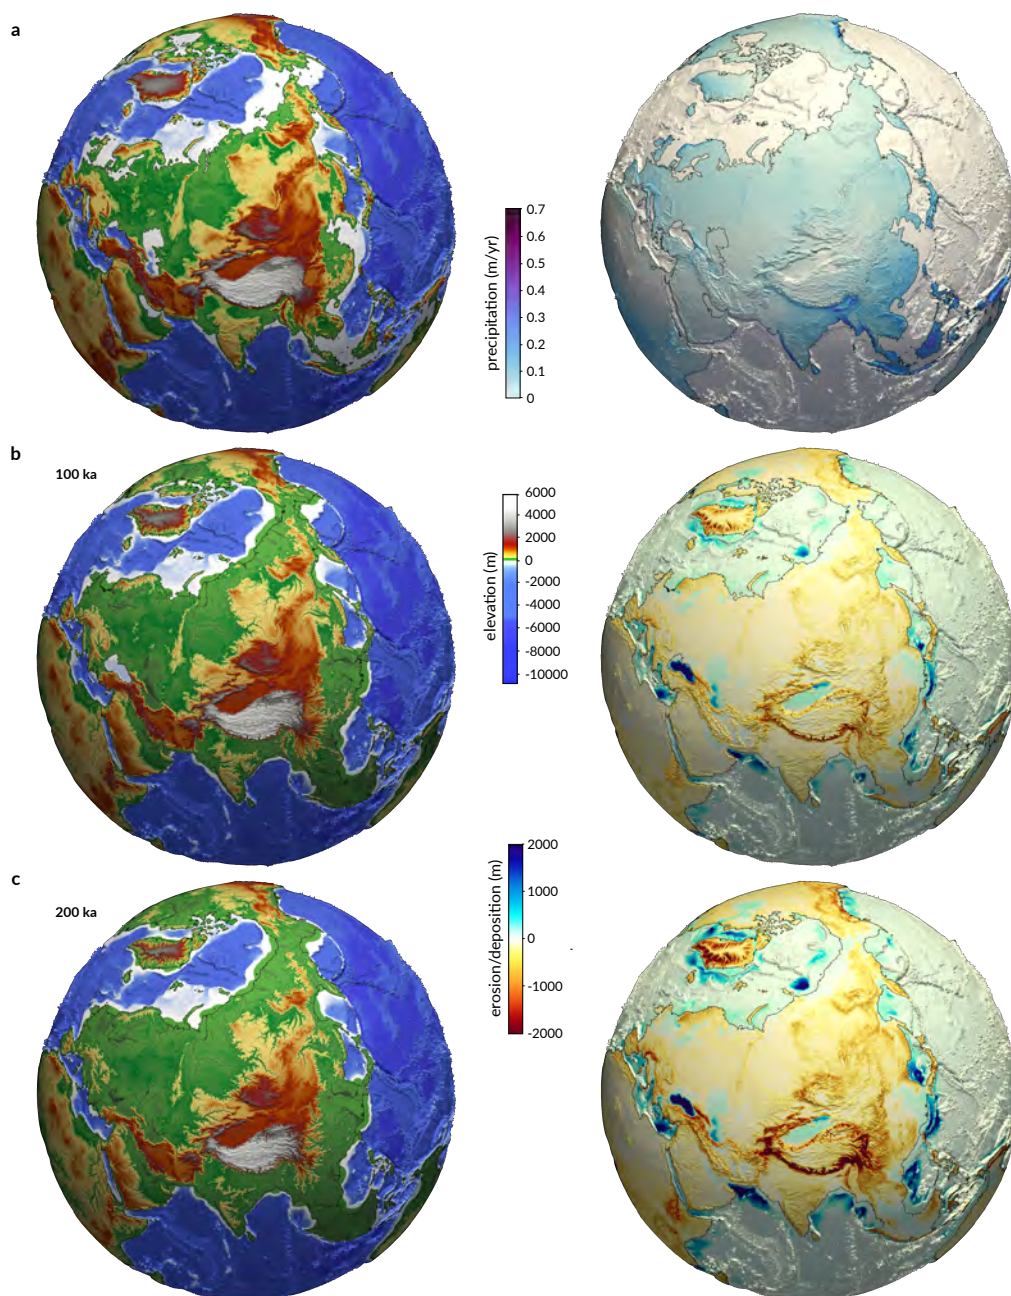 a
precipitation (m/yr)
0.7
0.6
0.5
0.4
0.3
0.2
0.1
0
b
100 ka
elevation (m)
6000
4000
2000
0
-2000
-4000
-6000
-8000
-10000
c
200 ka
erosion/deposition (m)
2000
1000
0
-1000
-2000